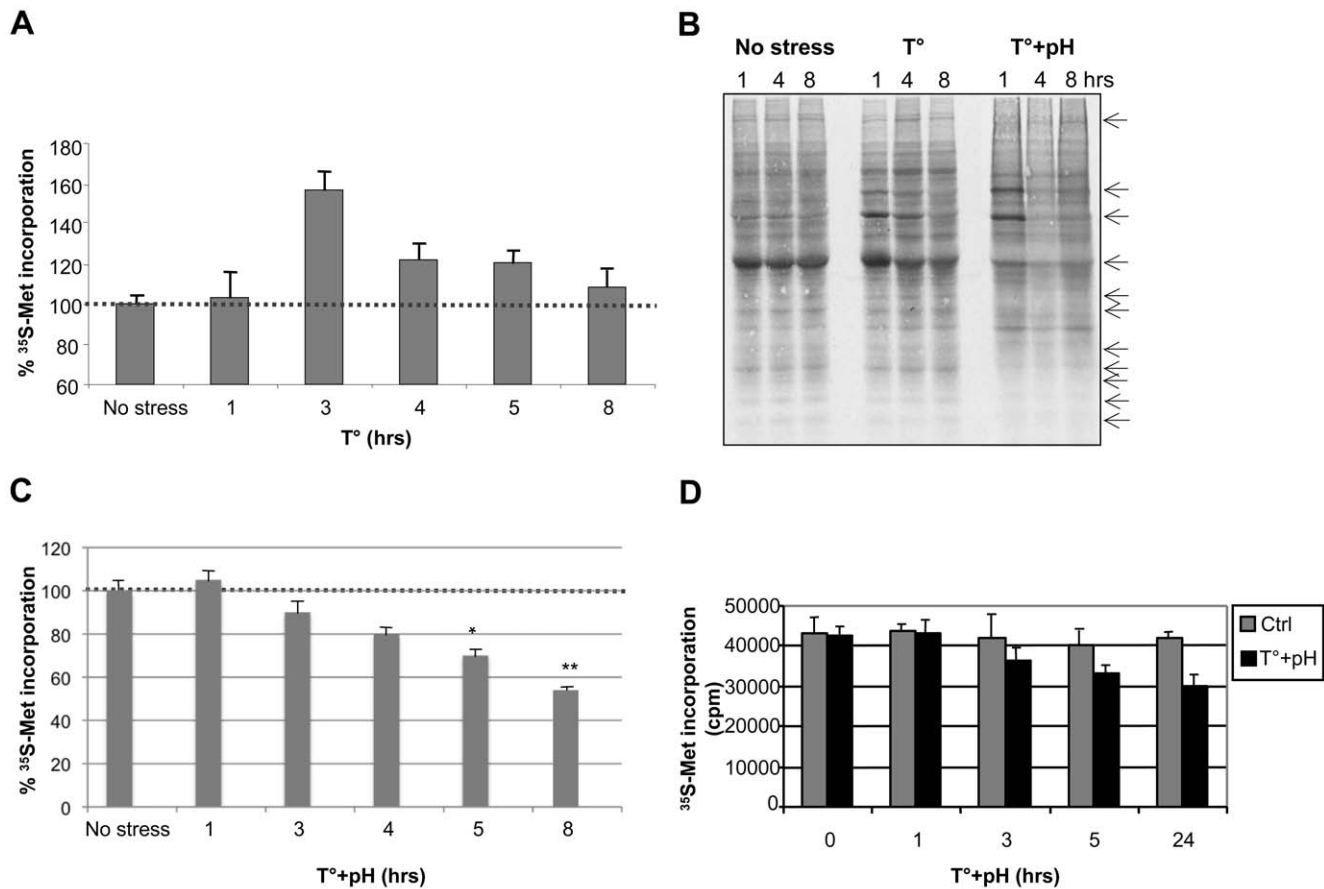 A
% ³⁵S-Met incorporation
180
160
140
120
100
80
60
No stress 1 3 4 5 8
T° (hrs)
B
No stress T° T°+pH
1 4 8 1 4 8 1 4 8 hrs
C
% ³⁵S-Met incorporation
120
100
80
60
40
20
0
* **
No stress 1 3 4 5 8
T°+pH (hrs)
D
³⁵S-Met incorporation
(cpm)
50000
40000
30000
20000
10000
0
0 1 3 5 24
T°+pH (hrs)
Ctrl
T°+pH